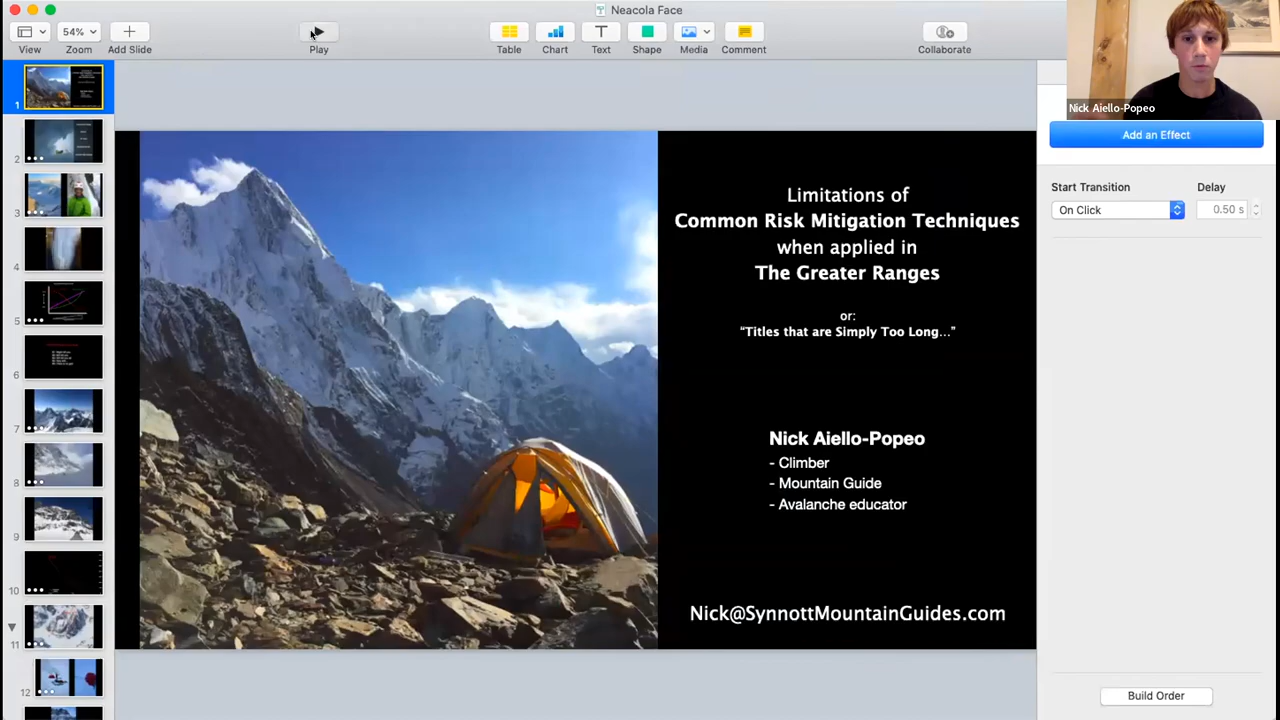 Neacola Face
54%
View
Zoom
Add Slide
Play
Table
Chart
Text
Shape
Media
Comment
Collaborate
Nick Aiello-Popeo
Add an Effect
Start Transition
Delay
On Click
0.50 s
1
2
3
4
5
6
7
8
9
10
11
12
Limitations of
Common Risk Mitigation Techniques
when applied in
The Greater Ranges
or:
“Titles that are Simply Too Long…”
Nick Aiello-Popeo
- Climber
- Mountain Guide
- Avalanche educator
Nick@SynnottMountainGuides.com
Build Order